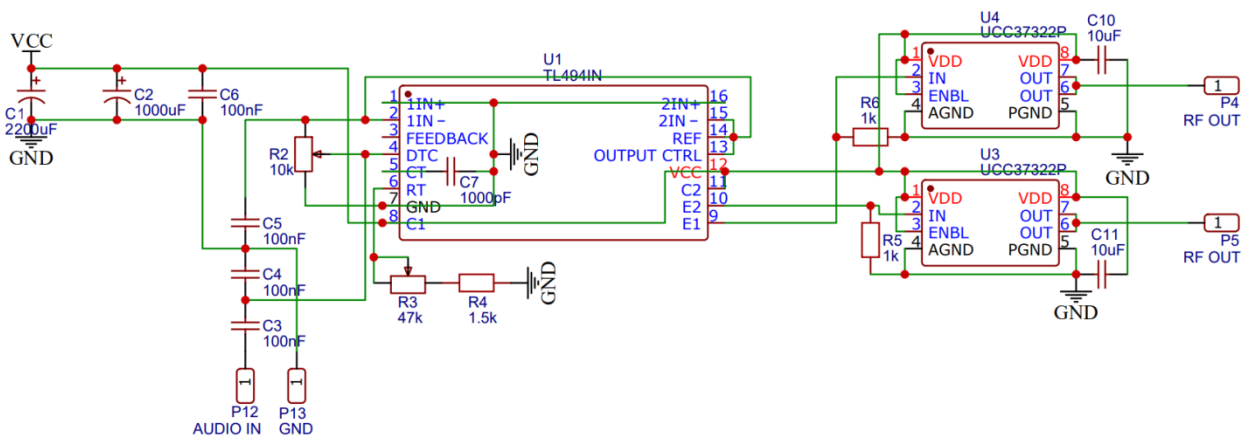 VCC
C1
2200uF
GND
C2
1000uF
C6
100nF
R2
10k
C5
100nF
C4
100nF
C3
100nF
1
P12
AUDIO IN
1
P13
GND
U1
TL494IN
1 1IN+
2 1IN-
3 FEEDBACK
4 DTC
5 CT
6 RT
7 GND
8 C1
2IN+ 16
2IN- 15
REF 14
OUTPUT CTRL 13
VCC 12
C2 11
E2 10
E1 9
C7
1000pF
GND
R3
47k
R4
1.5k
GND
R6
1k
U4
UCC37322P
1 VDD
2 IN
3 ENBL
4 AGND
VDD 8
OUT 7
OUT 6
PGND 5
C10
10uF
GND
1
P4
RF OUT
R5
1k
U3
UCC37322P
1 VDD
2 IN
3 ENBL
4 AGND
VDD 8
OUT 7
OUT 6
PGND 5
C11
10uF
GND
1
P5
RF OUT